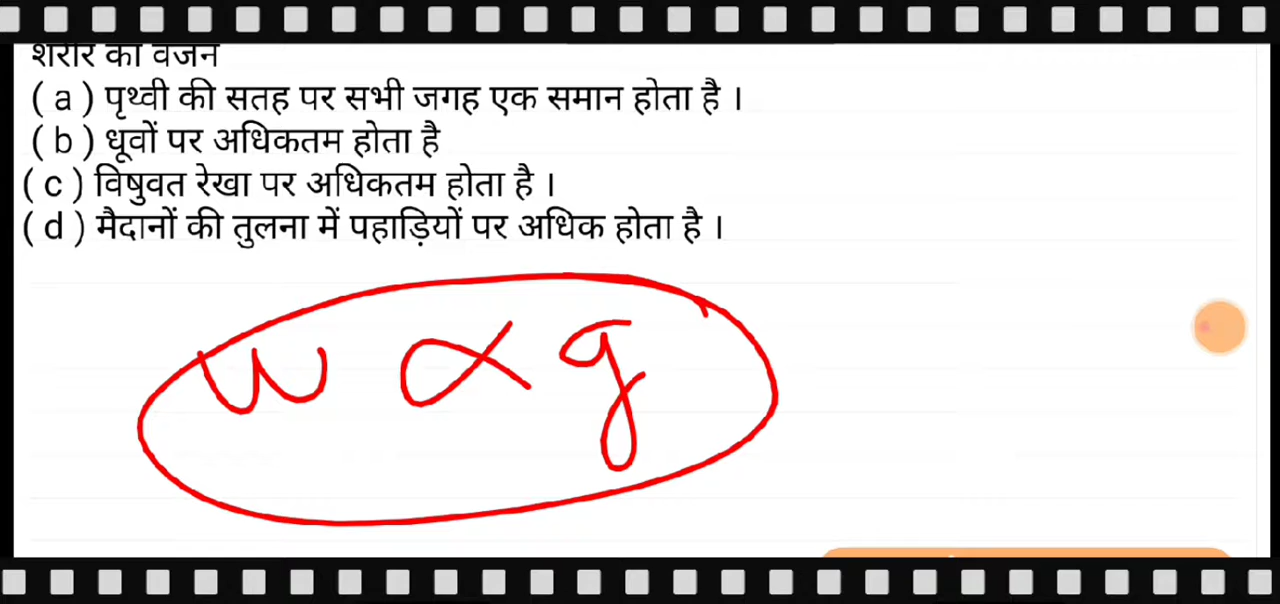 शरीर का वजन
( a ) पृथ्वी की सतह पर सभी जगह एक समान होता है ।
( b ) धूवों पर अधिकतम होता है
( c ) विषुवत रेखा पर अधिकतम होता है ।
( d ) मैदानों की तुलना में पहाड़ियों पर अधिक होता है ।
w ∝ g